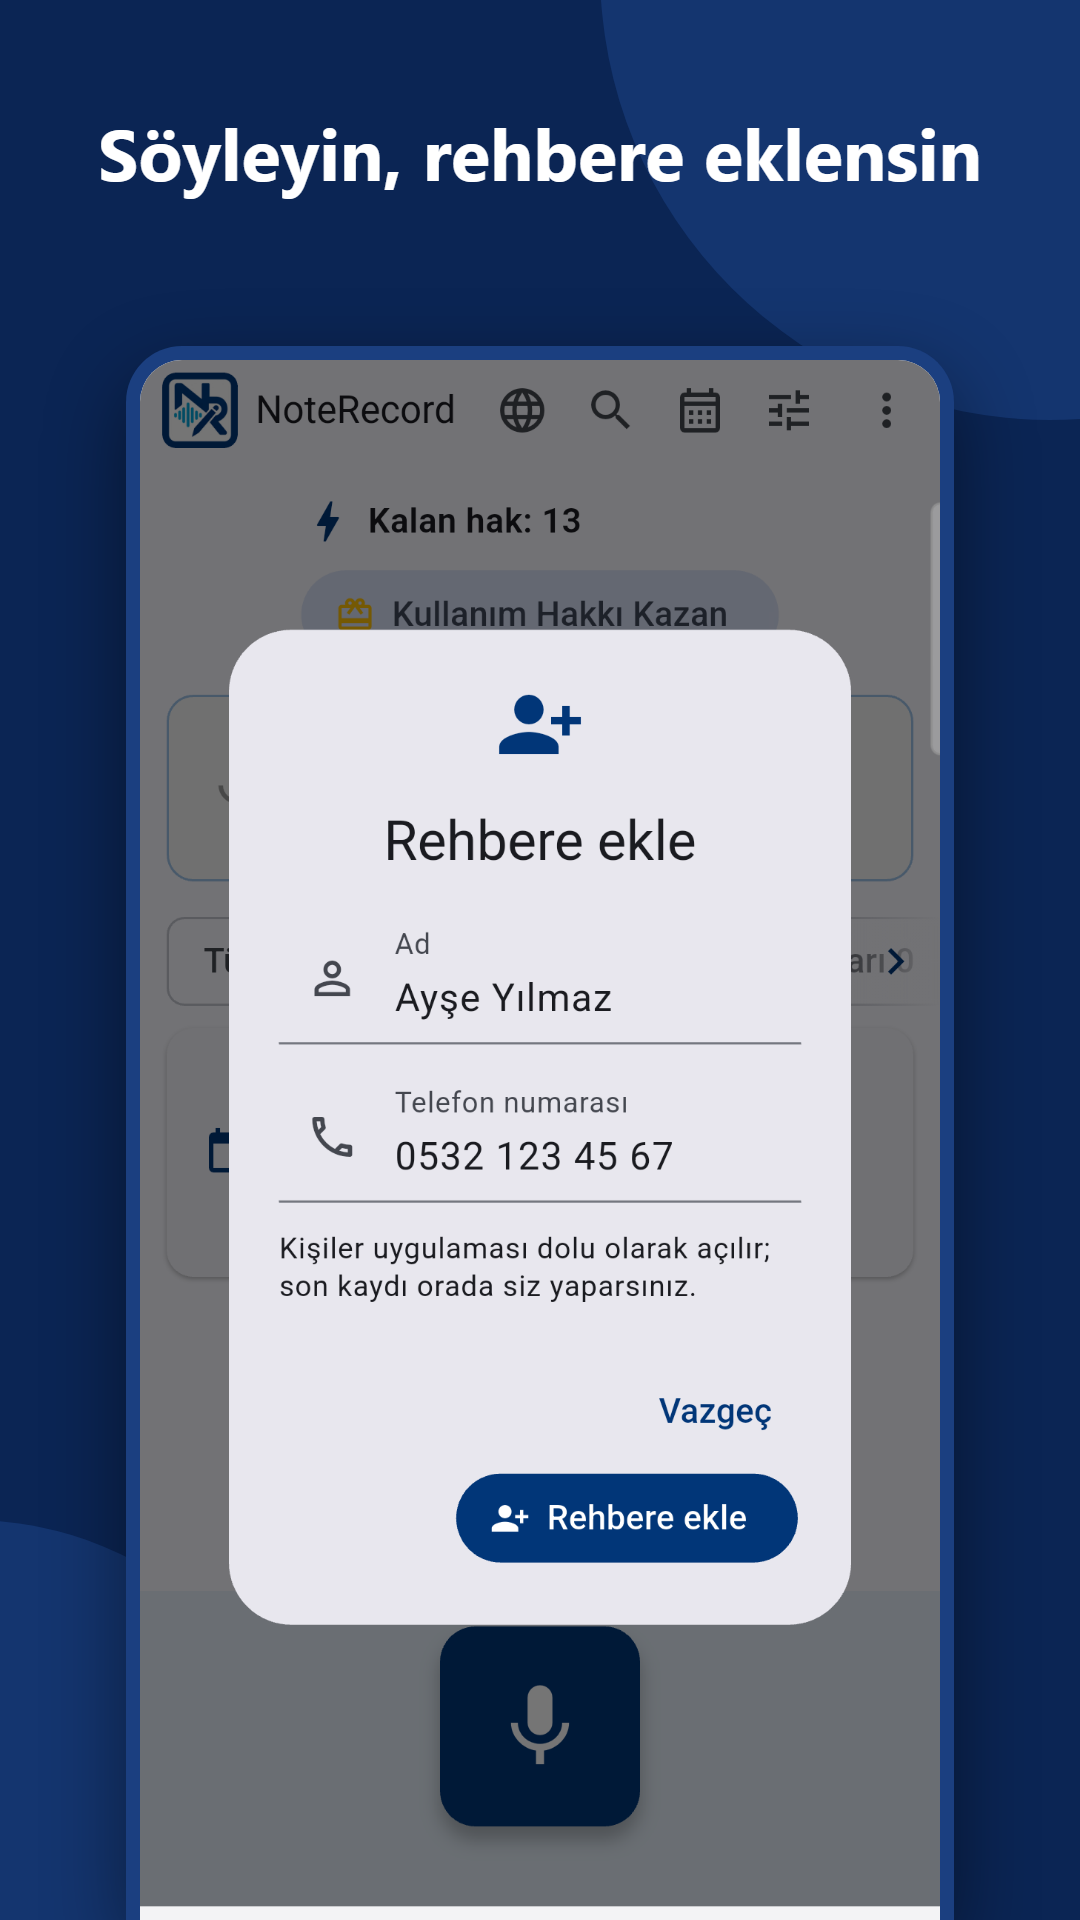 Söyleyin, rehbere eklensin
NoteRecord
Kalan hak: 13
Kullanım Hakkı Kazan
Rehbere ekle
Ad
Ayşe Yılmaz
Telefon numarası
0532 123 45 67
Kişiler uygulaması dolu olarak açılır;
son kaydı orada siz yaparsınız.
Vazgeç
Rehbere ekle